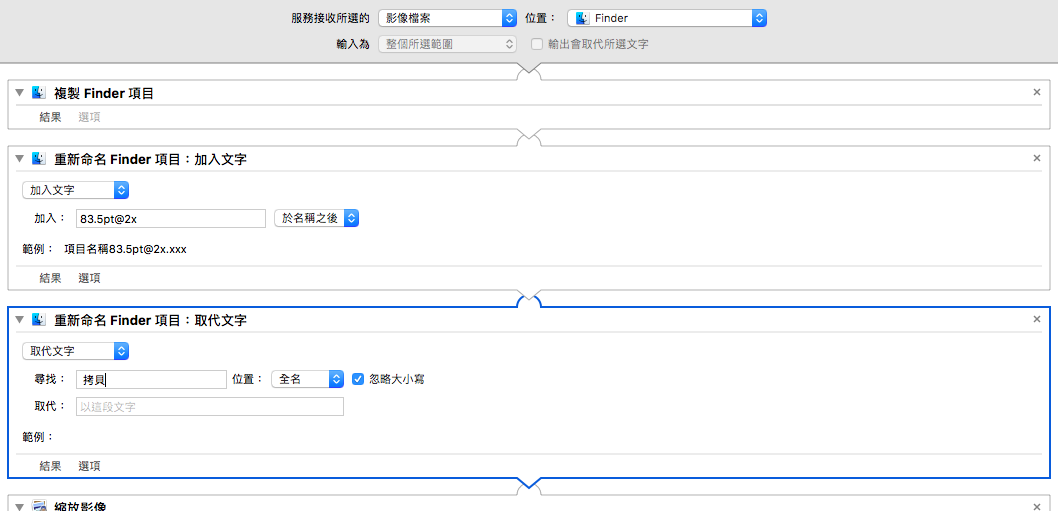 服務接收所選的 影像檔案 位置： Finder
輸入為 整個所選範圍 輸出會取代所選文字
複製 Finder 項目
結果 選項
重新命名 Finder 項目：加入文字
加入文字
加入： 83.5pt@2x 於名稱之後
範例： 項目名稱83.5pt@2x.xxx
結果 選項
重新命名 Finder 項目：取代文字
取代文字
尋找： 拷貝 位置： 全名 忽略大小寫
取代： 以這段文字
範例：
結果 選項
縮放影像